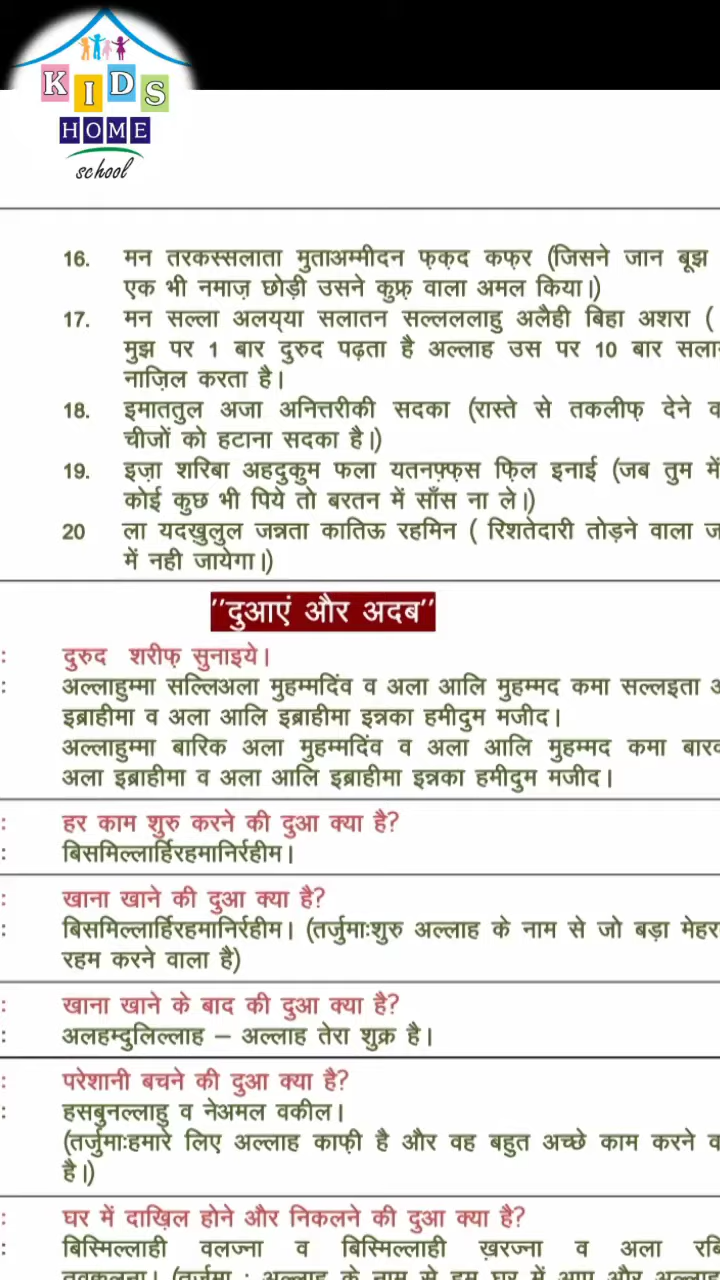 KIDS
HOME
school
16. मन तरकस्सलाता मुताअम्मीदन फ़क़द कफ़र (जिसने जान बूझ
एक भी नमाज़ छोड़ी उसने कुफ़्र वाला अमल किया।)
17. मन सल्ला अलय्या सलातन सल्लललाहु अलैही बिहा अशरा (
मुझ पर 1 बार दुरुद पढ़ता है अल्लाह उस पर 10 बार
नाज़िल करता है।
18. इमाततुल अजा अनित्तरीकी सदका (रास्ते से तकलीफ़ देने
चीजों को हटाना सदका है।)
19. इज़ा शरिबा अहदुकुम फला यतनफ़्फ़स फ़िल इनाई (जब तुम में
कोई कुछ भी पिये तो बरतन में साँस ना ले।)
20 ला यदखुलुल जन्नता कातिऊ रहमिन ( रिशतेदारी तोड़ने वाला
में नही जायेगा।)
''दुआएं और अदब''
: दुरुद शरीफ़ सुनाइये।
: अल्लाहुम्मा सल्लिअला मुहम्मदिंव व अला आलि मुहम्मद कमा सल्लइता
इब्राहीमा व अला आलि इब्राहीमा इन्नका हमीदुम मजीद।
अल्लाहुम्मा बारिक अला मुहम्मदिंव व अला आलि मुहम्मद कमा
अला इब्राहीमा व अला आलि इब्राहीमा इन्नका हमीदुम मजीद।
: हर काम शुरु करने की दुआ क्या है?
: बिसमिल्लार्हिरहमानिर्रहीम।
: खाना खाने की दुआ क्या है?
: बिसमिल्लार्हिरहमानिर्रहीम। (तर्जुमाःशुरु अल्लाह के नाम से जो बड़ा
रहम करने वाला है)
: खाना खाने के बाद की दुआ क्या है?
: अलहम्दुलिल्लाह – अल्लाह तेरा शुक्र है।
: परेशानी बचने की दुआ क्या है?
: हसबुनल्लाहु व नेअमल वकील।
(तर्जुमाःहमारे लिए अल्लाह काफ़ी है और वह बहुत अच्छे काम करने
है।)
: घर में दाख़िल होने और निकलने की दुआ क्या है?
: बिस्मिल्लाही वलज्ना व बिस्मिल्लाही ख़रज्ना व अला